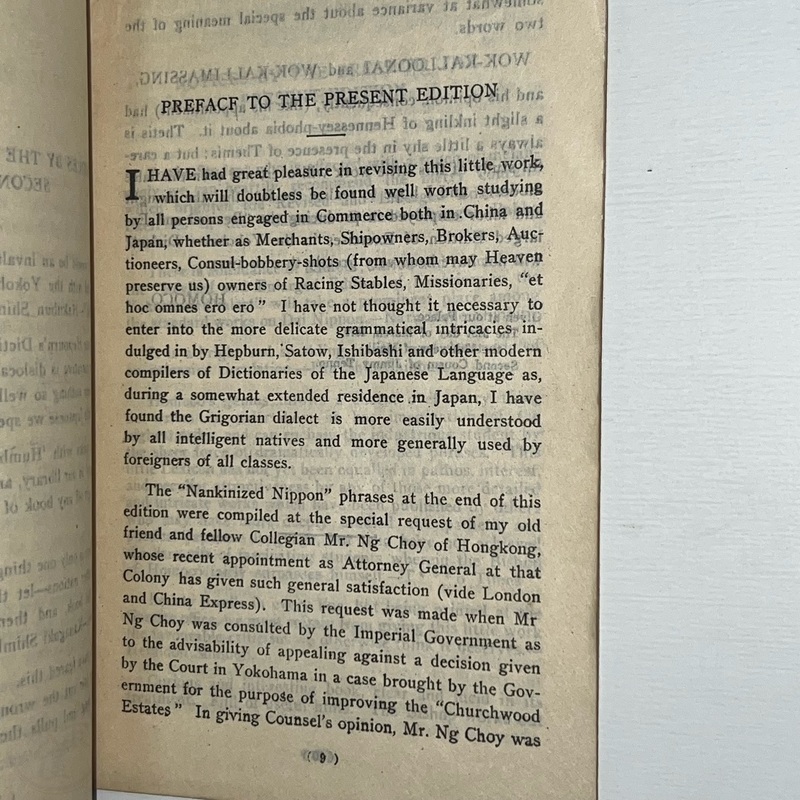 PREFACE TO THE PRESENT EDITION
I HAVE had great pleasure in revising this little work,
which will doubtless be found well worth studying
by all persons engaged in Commerce both in China and
Japan, whether as Merchants, Shipowners, Brokers, Auc-
tioneers, Consul-bobbery-shots (from whom may Heaven
preserve us) owners of Racing Stables, Missionaries, "et
hoc omnes ero ero" I have not thought it necessary to
enter into the more delicate grammatical intricacies in-
dulged in by Hepburn, Satow, Ishibashi and other modern
compilers of Dictionaries of the Japanese Language as,
during a somewhat extended residence in Japan, I have
found the Grigorian dialect is more easily understood
by all intelligent natives and more generally used by
foreigners of all classes.
The "Nankinized Nippon" phrases at the end of this
edition were compiled at the special request of my old
friend and fellow Collegian Mr. Ng Choy of Hongkong,
whose recent appointment as Attorney General at that
Colony has given such general satisfaction (vide London
and China Express). This request was made when Mr
Ng Choy was consulted by the Imperial Government as
to the advisability of appealing against a decision given
by the Court in Yokohama in a case brought by the Gov-
ernment for the purpose of improving the "Churchwood
Estates" In giving Counsel's opinion, Mr. Ng Choy was
( 9 )